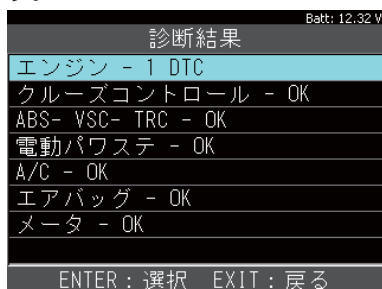 Batt: 12.32 V
診断結果
エンジン - 1 DTC
クルーズコントロール - OK
ABS- VSC- TRC - OK
電動パワステ - OK
A/C - OK
エアバッグ - OK
メータ - OK
ENTER：選択 EXIT：戻る